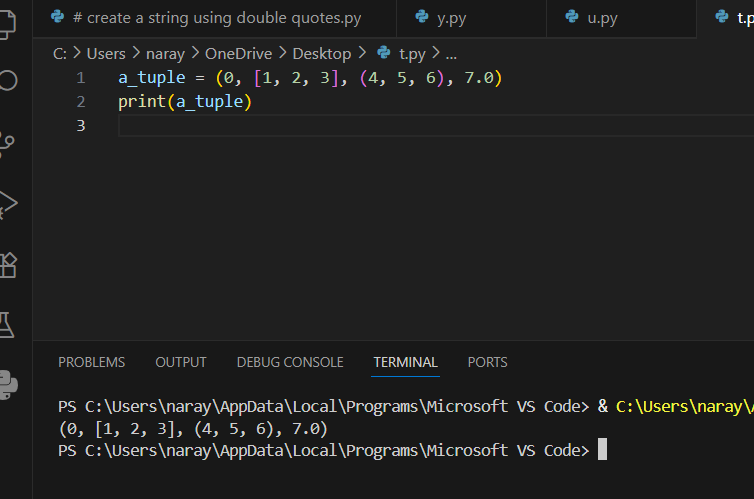 # create a string using double quotes.py y.py u.py t.p
C: > Users > naray > OneDrive > Desktop > t.py > ...
1 a_tuple = (0, [1, 2, 3], (4, 5, 6), 7.0)
2 print(a_tuple)
3
PROBLEMS OUTPUT DEBUG CONSOLE TERMINAL PORTS
PS C:\Users\naray\AppData\Local\Programs\Microsoft VS Code> & C:\Users\naray\
(0, [1, 2, 3], (4, 5, 6), 7.0)
PS C:\Users\naray\AppData\Local\Programs\Microsoft VS Code>